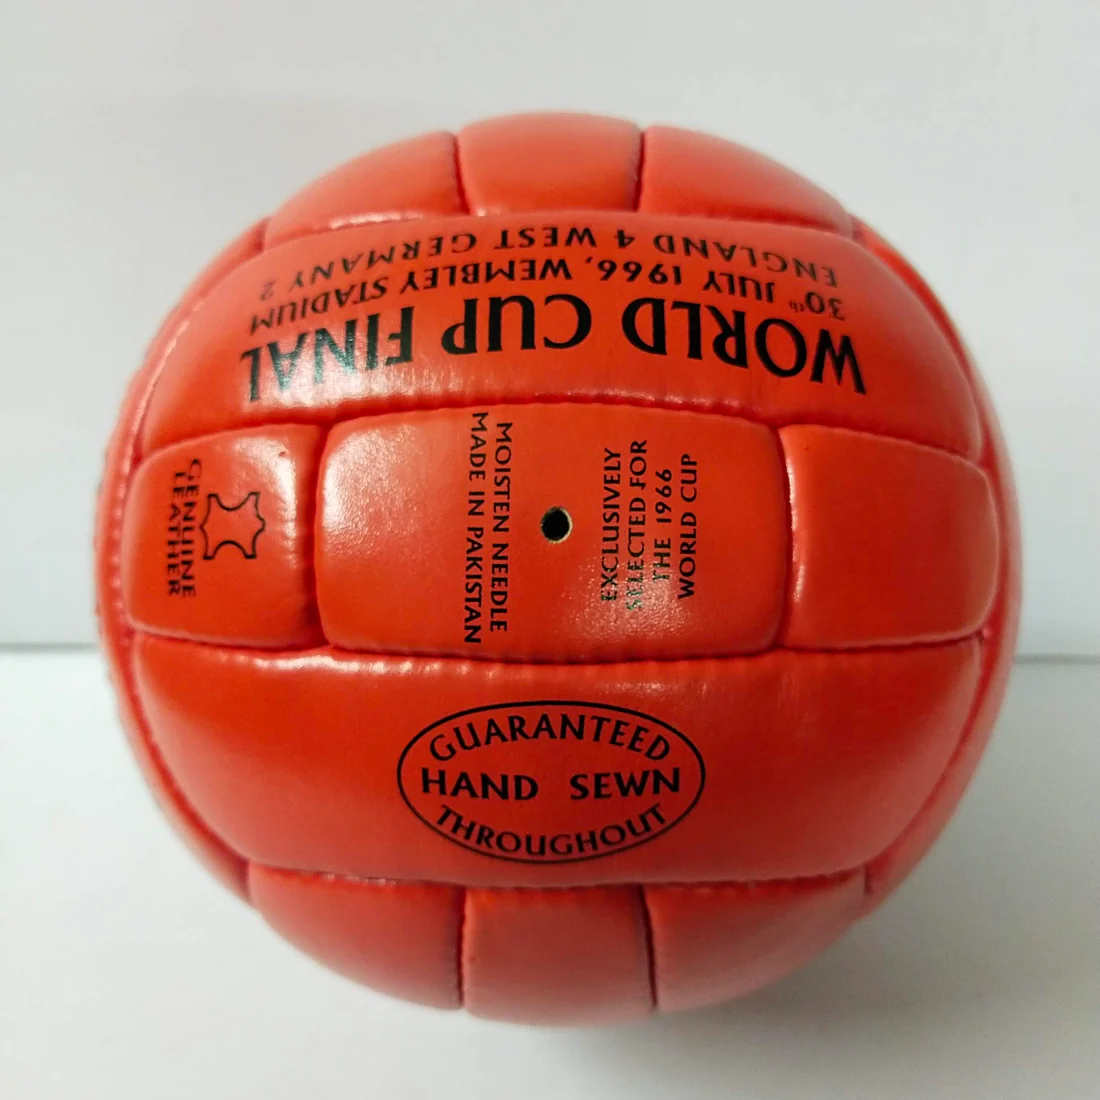 WORLD CUP FINAL
30th JULY 1966, WEMBLEY STADIUM
ENGLAND 4 WEST GERMANY 2
GENUINE
LEATHER
MOISTEN NEEDLE
MADE IN PAKISTAN
EXCLUSIVELY
SELECTED FOR
THE 1966
WORLD CUP
GUARANTEED
HAND SEWN
THROUGHOUT